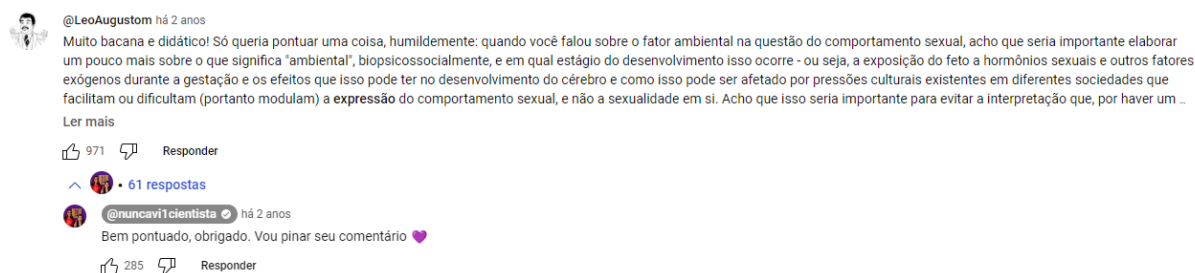 @LeoAugustom há 2 anos
Muito bacana e didático! Só queria pontuar uma coisa, humildemente: quando você falou sobre o fator ambiental na questão do comportamento sexual, acho que seria importante elaborar
um pouco mais sobre o que significa "ambiental", biopsicossocialmente, e em qual estágio do desenvolvimento isso ocorre - ou seja, a exposição do feto a hormônios sexuais e outros fatores
exógenos durante a gestação e os efeitos que isso pode ter no desenvolvimento do cérebro e como isso pode ser afetado por pressões culturais existentes em diferentes sociedades que
facilitam ou dificultam (portanto modulam) a expressão do comportamento sexual, e não a sexualidade em si. Acho que isso seria importante para evitar a interpretação que, por haver um ...
Ler mais
971 Responder
• 61 respostas
@nuncavi1cientista há 2 anos
Bem pontuado, obrigado. Vou pinar seu comentário 💜
285 Responder